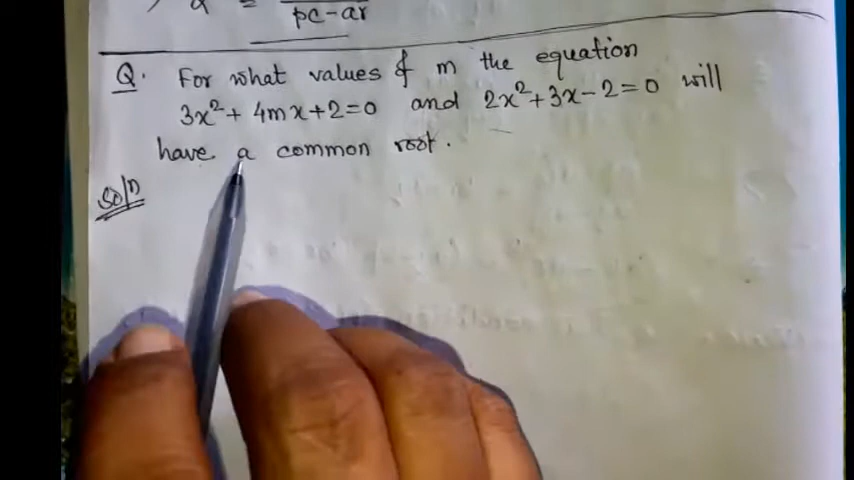 α = pc-ar
Q. For what values of m the equation
3x²+ 4mx+2=0 and 2x²+3x-2=0 will
have a common root.
Soln